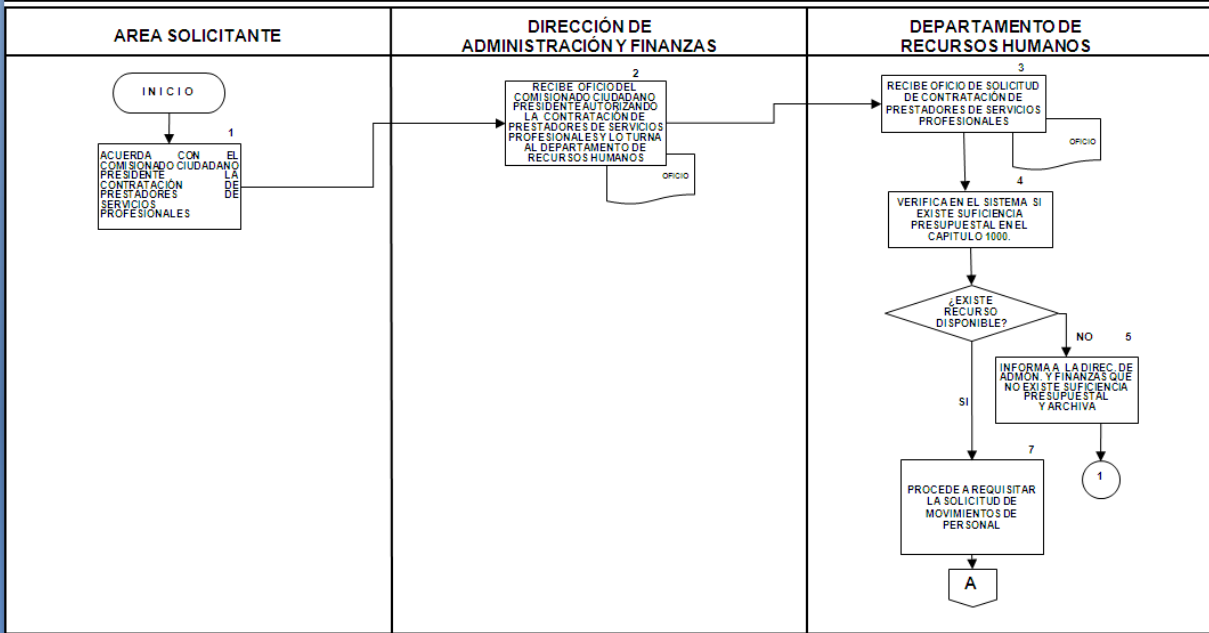 AREA SOLICITANTE
DIRECCIÓN DE
ADMINISTRACIÓN Y FINANZAS
DEPARTAMENTO DE
RECURSOS HUMANOS
INICIO
1
ACUERDA CON EL
COMISIONADO CIUDADANO
PRESIDENTE LA
CONTRATACIÓN DE
PRESTADORES DE
SERVICIOS
PROFESIONALES
2
RECIBE OFICIO DEL
COMISIONADO CIUDADANO
PRESIDENTE AUTORIZANDO
LA CONTRATACIÓN DE
PRESTADORES DE SERVICIOS
PROFESIONALES Y LO TURNA
AL DEPARTAMENTO DE
RECURSOS HUMANOS
OFICIO
3
RECIBE OFICIO DE SOLICITUD
DE CONTRATACIÓN DE
PRESTADORES DE SERVICIOS
PROFESIONALES
OFICIO
4
VERIFICA EN EL SISTEMA SI
EXISTE SUFICIENCIA
PRESUPUESTAL EN EL
CAPITULO 1000.
¿EXISTE
RECURSO
DISPONIBLE?
NO
5
INFORMA A LA DIREC. DE
ADMON. Y FINANZAS QUE
NO EXISTE SUFICIENCIA
PRESUPUESTAL
Y ARCHIVA
1
SI
7
PROCEDE A REQUISITAR
LA SOLICITUD DE
MOVIMIENTOS DE
PERSONAL
A